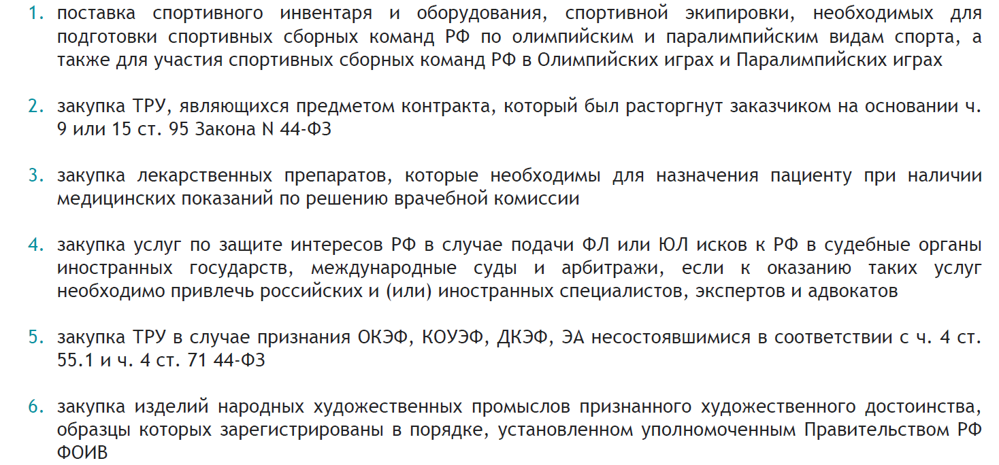 1. поставка спортивного инвентаря и оборудования, спортивной экипировки, необходимых для
подготовки спортивных сборных команд РФ по олимпийским и паралимпийским видам спорта, а
также для участия спортивных сборных команд РФ в Олимпийских играх и Паралимпийских играх
2. закупка ТРУ, являющихся предметом контракта, который был расторгнут заказчиком на основании ч.
9 или 15 ст. 95 Закона N 44-ФЗ
3. закупка лекарственных препаратов, которые необходимы для назначения пациенту при наличии
медицинских показаний по решению врачебной комиссии
4. закупка услуг по защите интересов РФ в случае подачи ФЛ или ЮЛ исков к РФ в судебные органы
иностранных государств, международные суды и арбитражи, если к оказанию таких услуг
необходимо привлечь российских и (или) иностранных специалистов, экспертов и адвокатов
5. закупка ТРУ в случае признания ОКЭФ, КОУЭФ, ДКЭФ, ЭА несостоявшимися в соответствии с ч. 4 ст.
55.1 и ч. 4 ст. 71 44-ФЗ
6. закупка изделий народных художественных промыслов признанного художественного достоинства,
образцы которых зарегистрированы в порядке, установленном уполномоченным Правительством РФ
ФОИВ